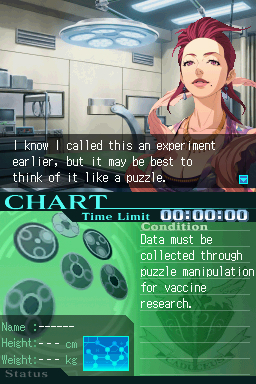 I know I called this an experiment
earlier, but it may be best to
think of it like a puzzle.
CHART
Time Limit 00:00:00
Condition
Data must be
collected through
puzzle manipulation
for vaccine
research.
Name :------
Height:--- cm
Weight:--- kg
Status